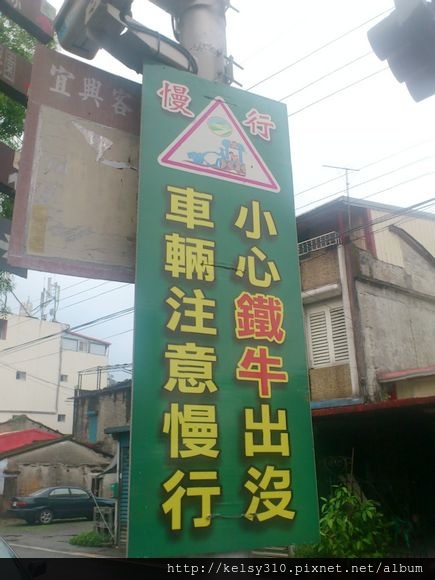 慢行
小心鐵牛出沒
車輛注意慢行
宜興客
http://kelsy310.pixnet.net/album